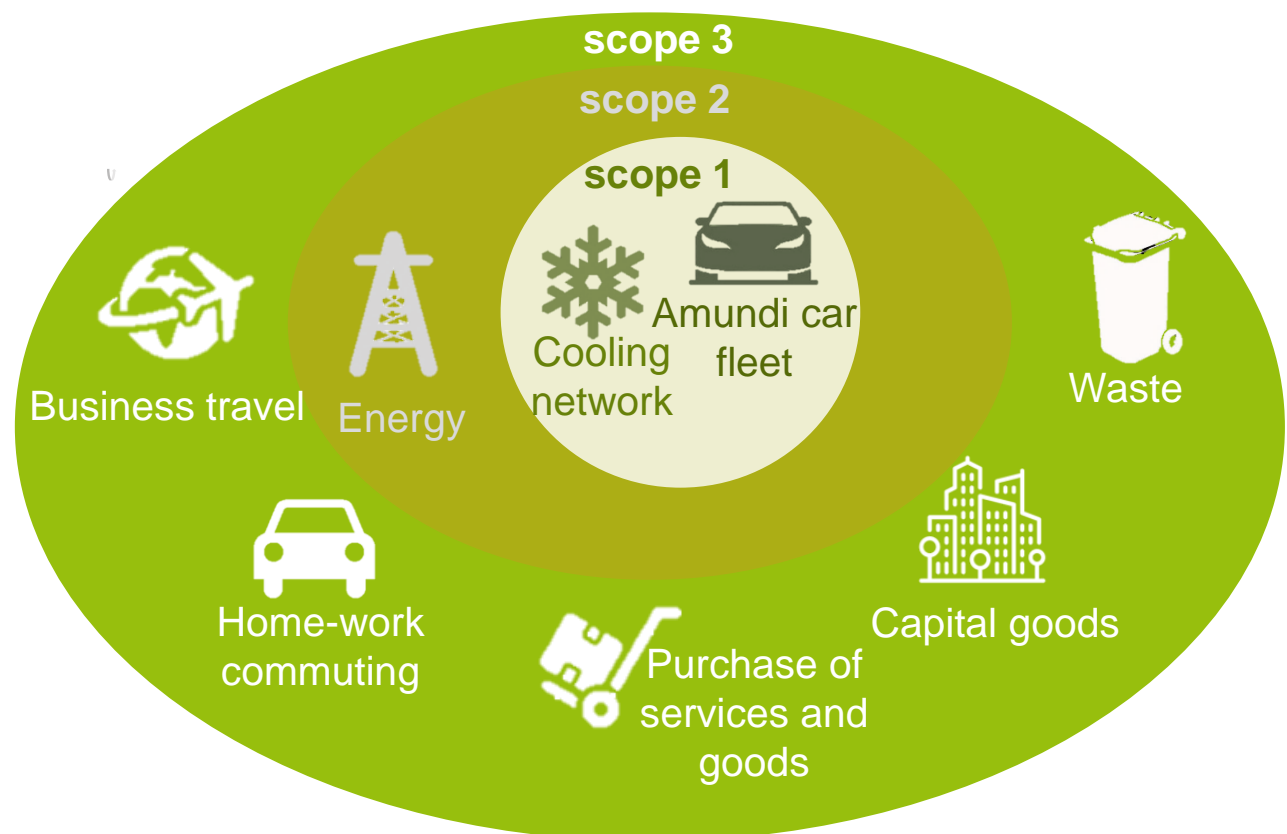 scope 3
scope 2
scope 1
Cooling
network
Amundi car
fleet
Business travel
Energy
Waste
Home-work
commuting
Purchase of
services and
goods
Capital goods